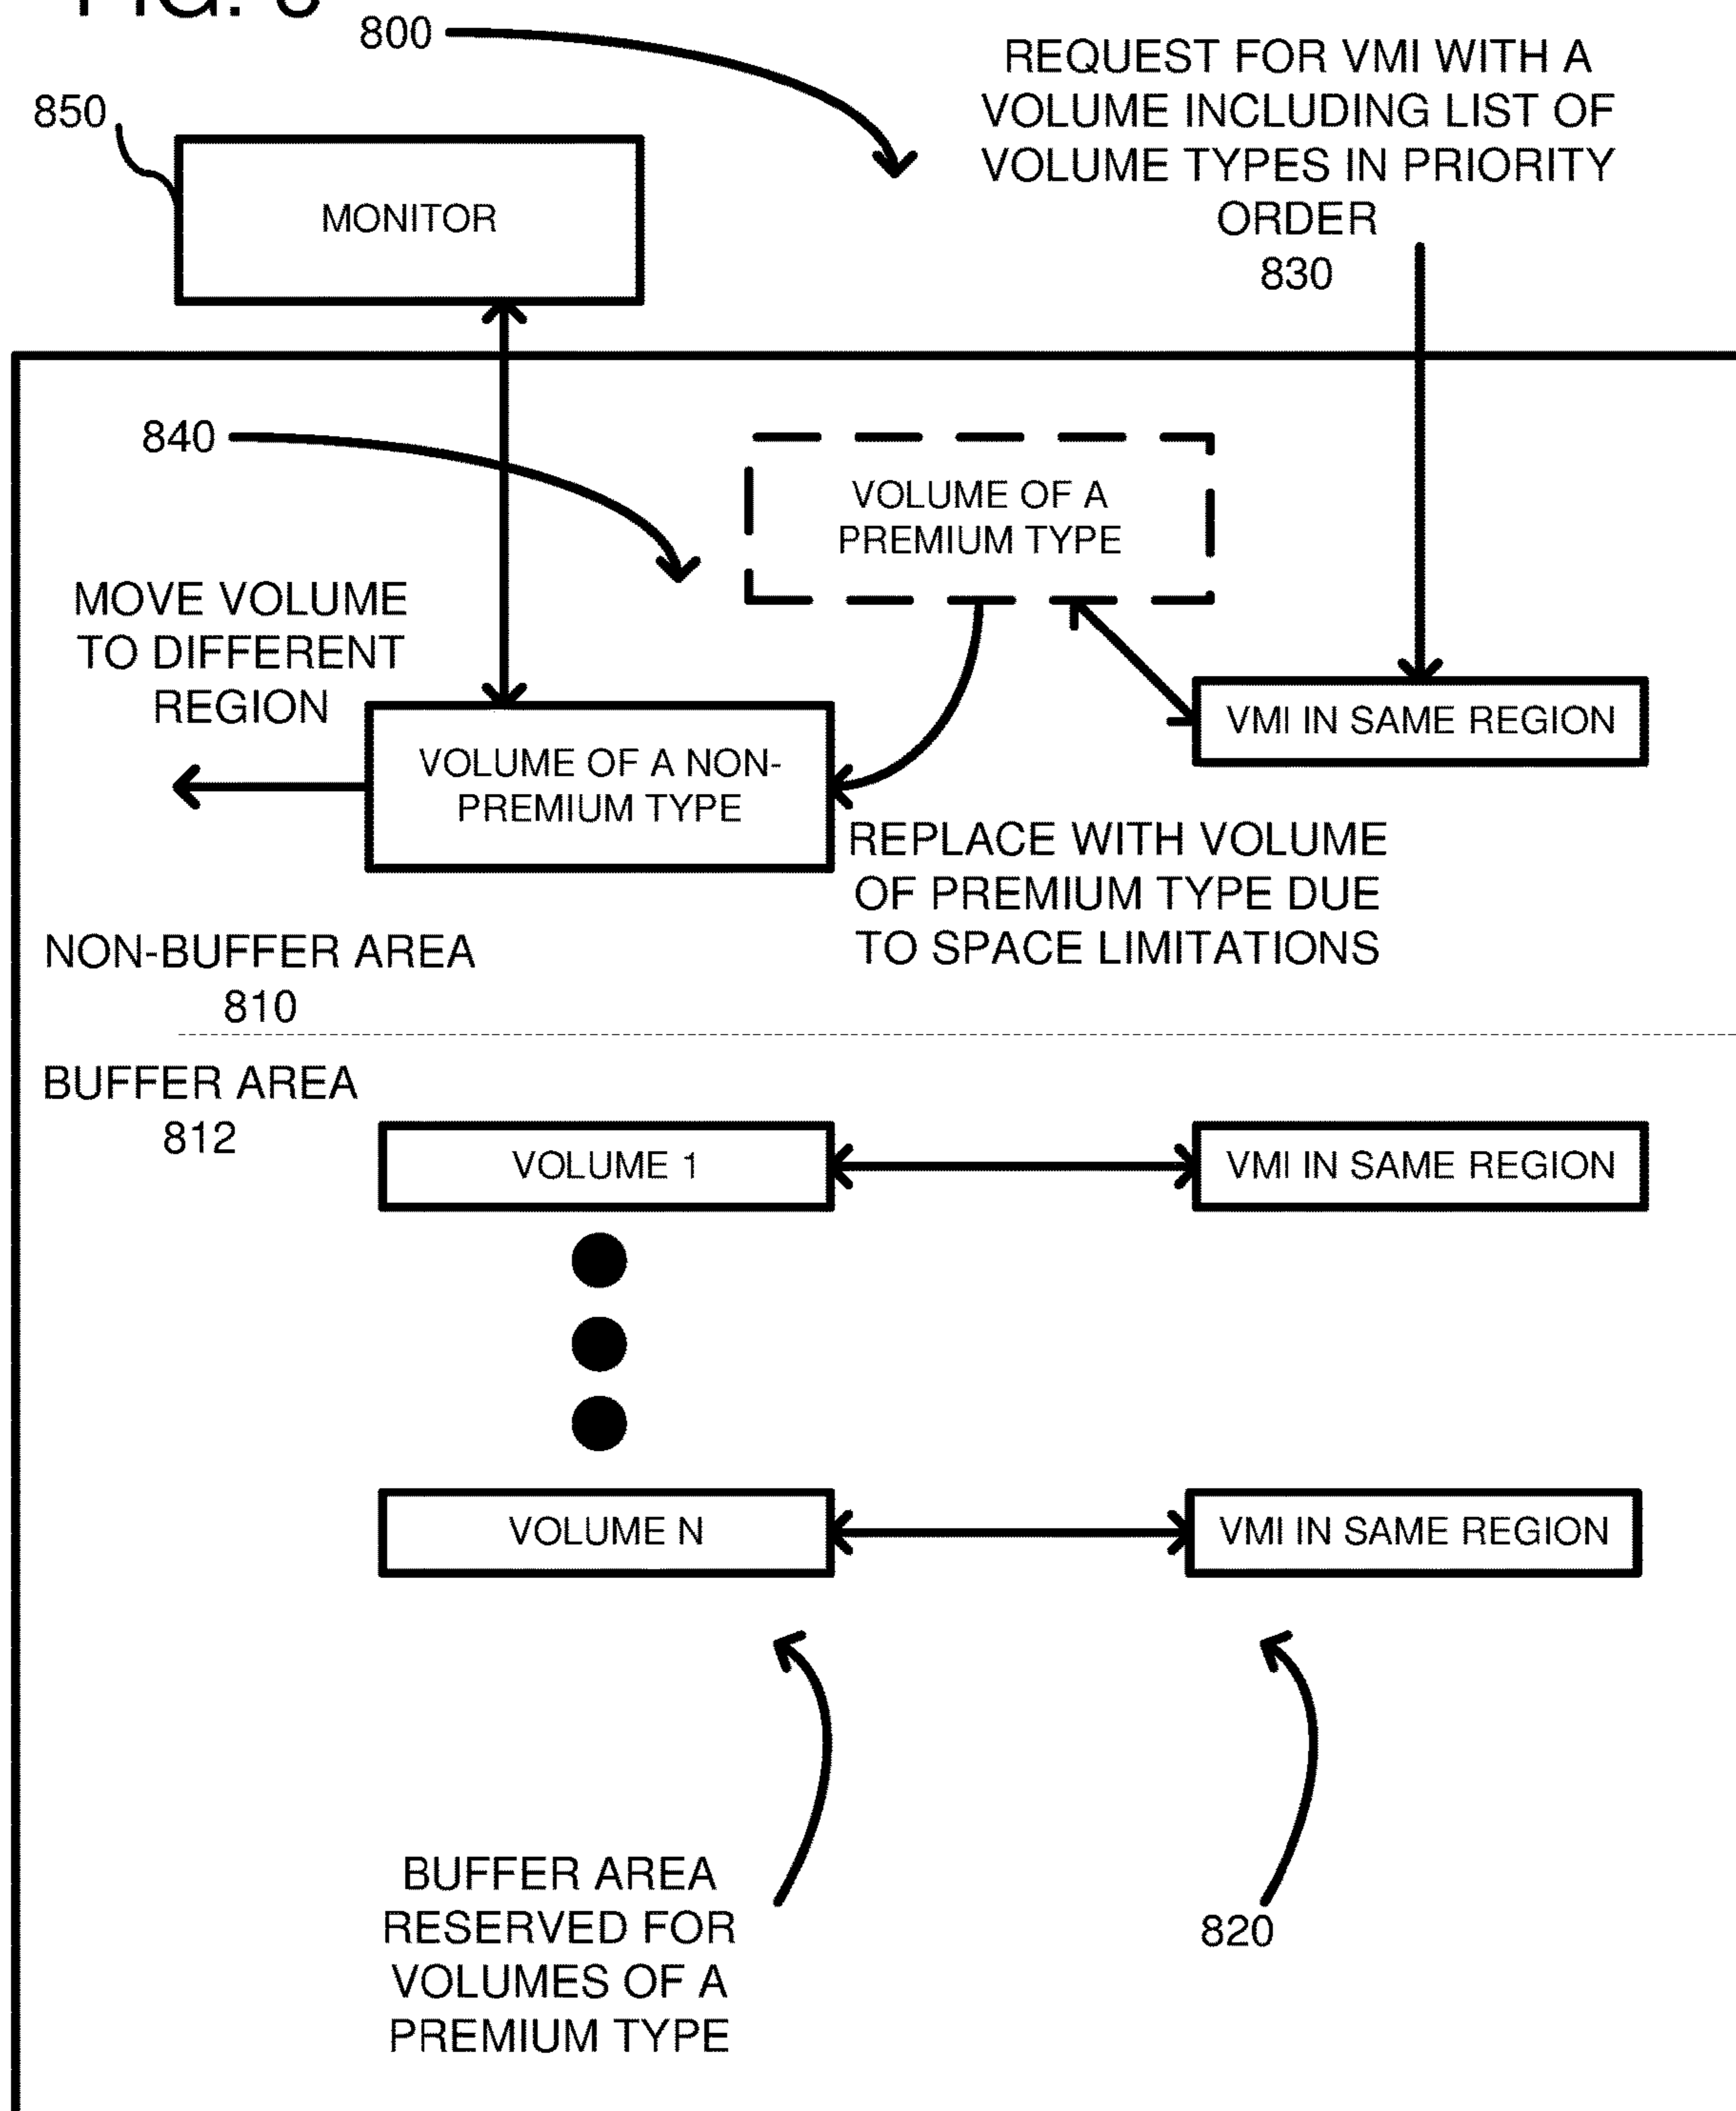 FIG. 8
800
850
REQUEST FOR VMI WITH A
VOLUME INCLUDING LIST OF
VOLUME TYPES IN PRIORITY
ORDER
830
MONITOR
840
VOLUME OF A
PREMIUM TYPE
MOVE VOLUME
TO DIFFERENT
REGION
VMI IN SAME REGION
VOLUME OF A NON-
PREMIUM TYPE
REPLACE WITH VOLUME
OF PREMIUM TYPE DUE
TO SPACE LIMITATIONS
NON-BUFFER AREA
810
BUFFER AREA
812
VOLUME 1
VMI IN SAME REGION
VOLUME N
VMI IN SAME REGION
BUFFER AREA
RESERVED FOR
VOLUMES OF A
PREMIUM TYPE
820